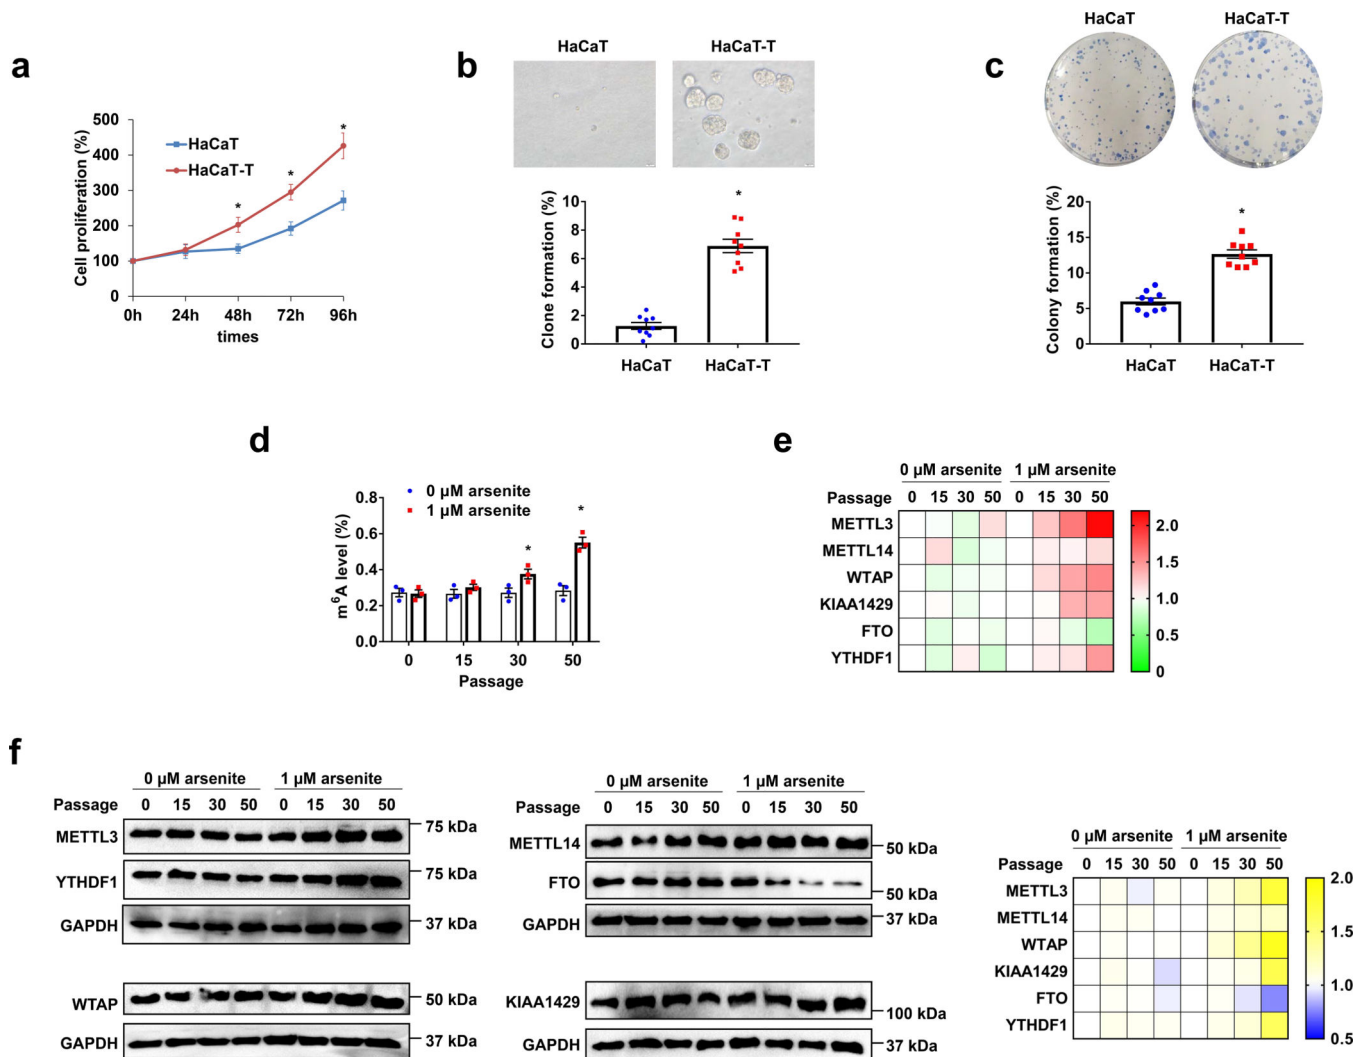 a
Cell proliferation (%)
500
400
300
200
100
0
HaCaT
HaCaT-T
*
*
*
0h 24h 48h 72h 96h
times
b
HaCaT HaCaT-T
Clone formation (%)
10
8
6
4
2
0
*
HaCaT HaCaT-T
c
HaCaT HaCaT-T
Colony formation (%)
20
15
10
5
0
*
HaCaT HaCaT-T
d
0 μM arsenite
1 μM arsenite
m⁶A level (%)
0.8
0.6
0.4
0.2
0.0
*
*
0 15 30 50
Passage
e
0 μM arsenite 1 μM arsenite
Passage 0 15 30 50 0 15 30 50
METTL3
METTL14
WTAP
KIAA1429
FTO
YTHDF1
2.0
1.5
1.0
0.5
0
f
0 μM arsenite 1 μM arsenite
Passage 0 15 30 50 0 15 30 50
METTL3 75 kDa
YTHDF1 75 kDa
GAPDH 37 kDa
WTAP 50 kDa
GAPDH 37 kDa
0 μM arsenite 1 μM arsenite
Passage 0 15 30 50 0 15 30 50
METTL14 50 kDa
FTO 50 kDa
GAPDH 37 kDa
KIAA1429 100 kDa
GAPDH 37 kDa
0 μM arsenite 1 μM arsenite
Passage 0 15 30 50 0 15 30 50
METTL3
METTL14
WTAP
KIAA1429
FTO
YTHDF1
2.0
1.5
1.0
0.5